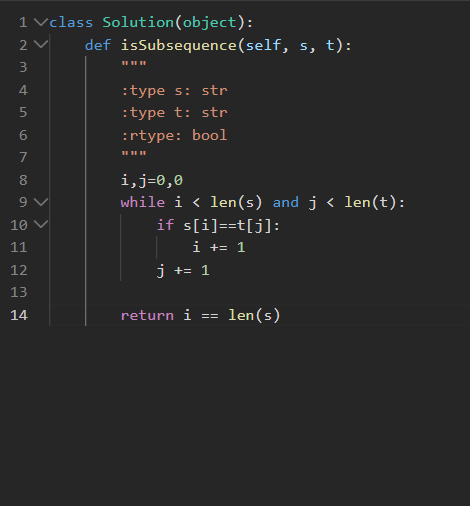 1 class Solution(object):
2     def isSubsequence(self, s, t):
3         """
4         :type s: str
5         :type t: str
6         :rtype: bool
7         """
8         i,j=0,0
9         while i < len(s) and j < len(t):
10             if s[i]==t[j]:
11                 i += 1
12             j += 1
13
14         return i == len(s)